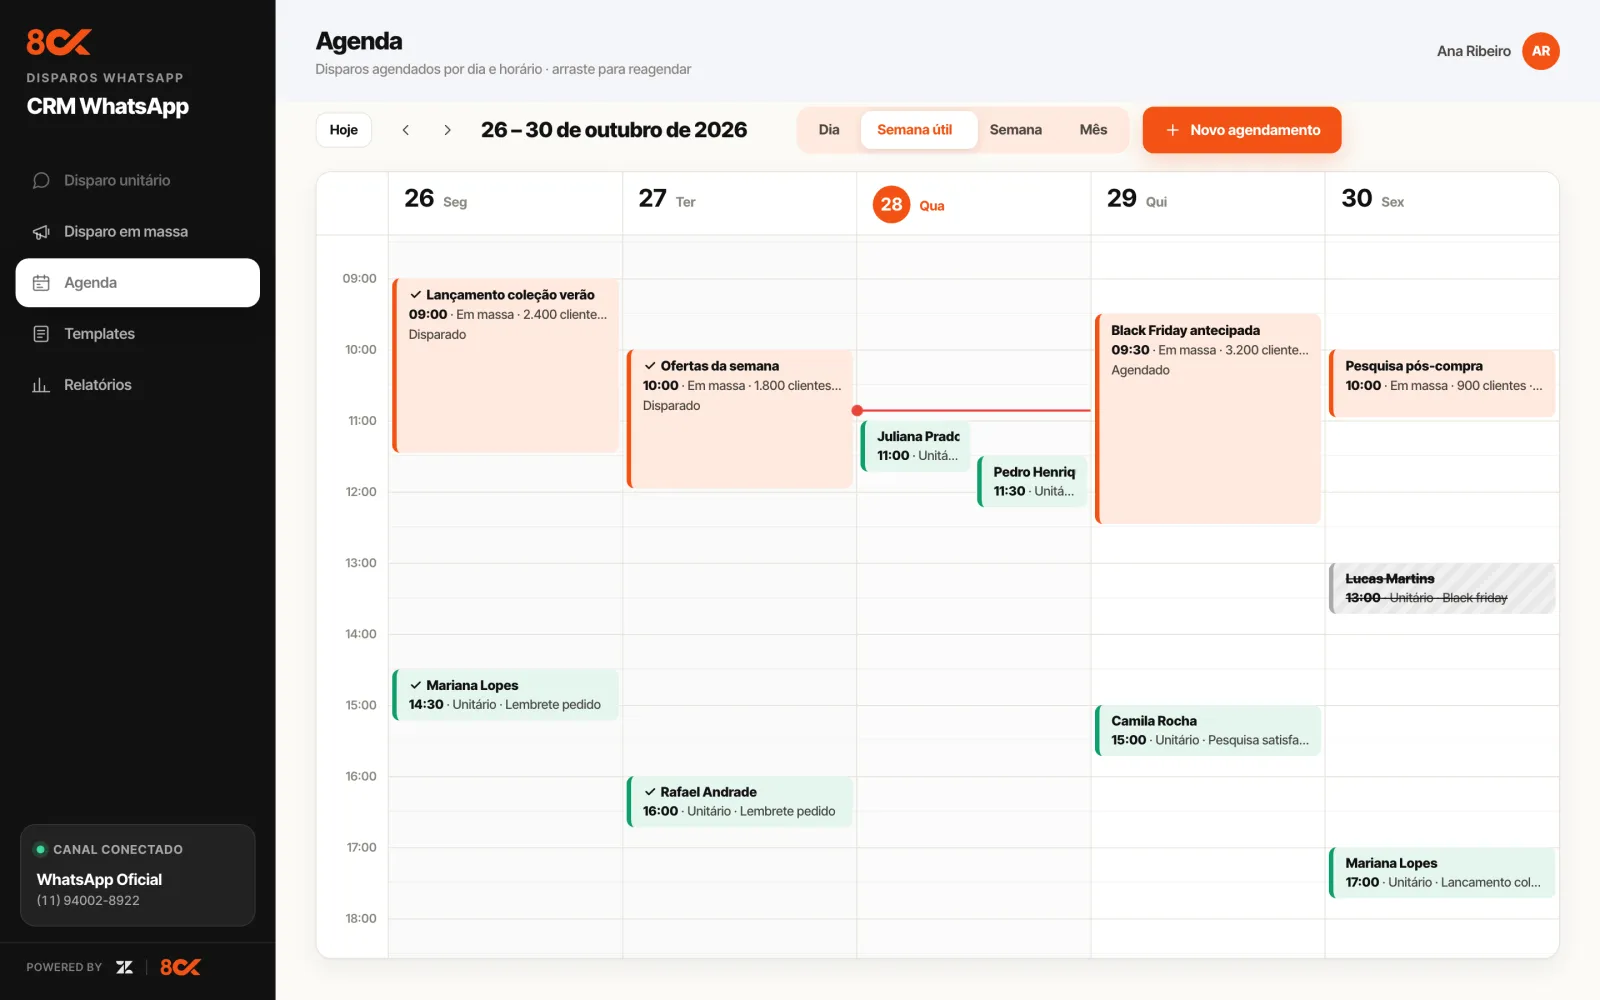 DISPAROS WHATSAPP
CRM WhatsApp
Disparo unitário
Disparo em massa
Agenda
Templates
Relatórios
CANAL CONECTADO
WhatsApp Oficial
(11) 94002-8922
POWERED BY
Agenda
Disparos agendados por dia e horário · arraste para reagendar
Ana Ribeiro
AR
Hoje
26 – 30 de outubro de 2026
Dia
Semana útil
Semana
Mês
+ Novo agendamento
26 Seg
27 Ter
28 Qua
29 Qui
30 Sex
09:00
10:00
11:00
12:00
13:00
14:00
15:00
16:00
17:00
18:00
✓ Lançamento coleção verão
09:00 · Em massa · 2.400 cliente...
Disparado
✓ Mariana Lopes
14:30 · Unitário · Lembrete pedido
✓ Ofertas da semana
10:00 · Em massa · 1.800 clientes...
Disparado
✓ Rafael Andrade
16:00 · Unitário · Lembrete pedido
Juliana Prado
11:00 · Unitá...
Pedro Henriq
11:30 · Unitá...
Black Friday antecipada
09:30 · Em massa · 3.200 cliente...
Agendado
Camila Rocha
15:00 · Unitário · Pesquisa satisfa...
Pesquisa pós-compra
10:00 · Em massa · 900 clientes ·...
Lucas Martins
13:00 · Unitário · Black friday
Mariana Lopes
17:00 · Unitário · Lancamento col...